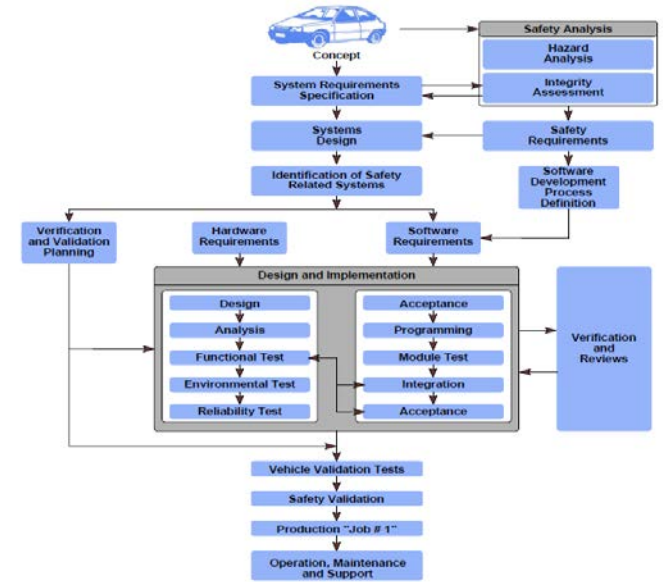 Safety Analysis
Concept
Hazard
Analysis
System Requirements
Specification
Integrity
Assessment
Systems
Design
Safety
Requirements
Identification of Safety
Related Systems
Software
Development
Process
Definition
Verification
and Validation
Planning
Hardware
Requirements
Software
Requirements
Design and Implementation
Design
Analysis
Functional Test
Environmental Test
Reliability Test
Acceptance
Programming
Module Test
Integration
Acceptance
Verification
and
Reviews
Vehicle Validation Tests
Safety Validation
Production "Job # 1"
Operation, Maintenance
and Support